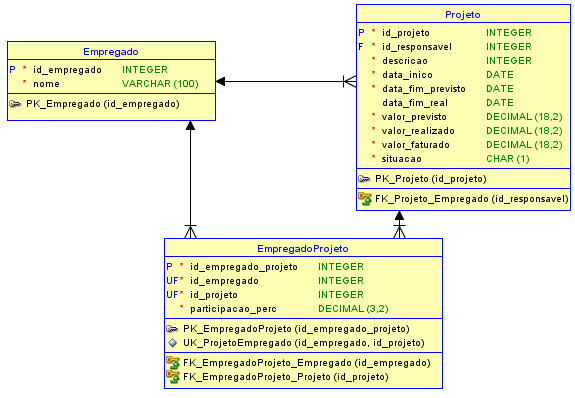 Projeto
P * id_projeto INTEGER
F * id_responsavel INTEGER
* descricao INTEGER
* data_inico DATE
* data_fim_previsto DATE
data_fim_real DATE
* valor_previsto DECIMAL (18,2)
* valor_realizado DECIMAL (18,2)
* valor_faturado DECIMAL (18,2)
* situacao CHAR (1)
PK_Projeto (id_projeto)
FK_Projeto_Empregado (id_responsavel)
Empregado
P * id_empregado INTEGER
* nome VARCHAR (100)
PK_Empregado (id_empregado)
EmpregadoProjeto
P * id_empregado_projeto INTEGER
UF* id_empregado INTEGER
UF* id_projeto INTEGER
* participacao_perc DECIMAL (3,2)
PK_EmpregadoProjeto (id_empregado_projeto)
UK_ProjetoEmpregado (id_empregado, id_projeto)
FK_EmpregadoProjeto_Empregado (id_empregado)
FK_EmpregadoProjeto_Projeto (id_projeto)